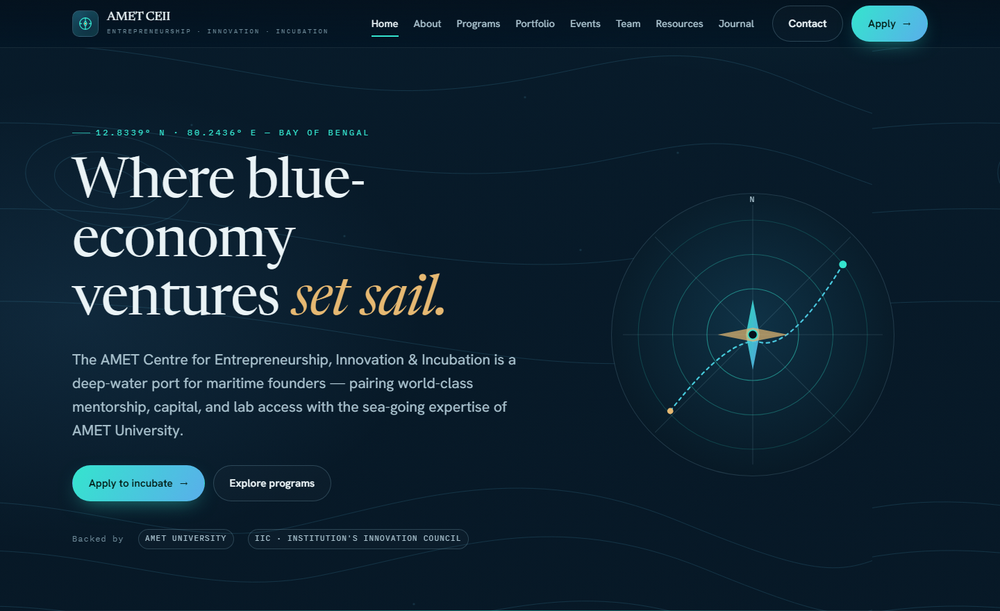 AMET CEII
ENTREPRENEURSHIP · INNOVATION · INCUBATION
Home
About
Programs
Portfolio
Events
Team
Resources
Journal
Contact
Apply →
12.8339° N · 80.2436° E — BAY OF BENGAL
Where blue-
economy
ventures set sail.
The AMET Centre for Entrepreneurship, Innovation & Incubation is a
deep-water port for maritime founders — pairing world-class
mentorship, capital, and lab access with the sea-going expertise of
AMET University.
Apply to incubate →
Explore programs
Backed by
AMET UNIVERSITY
IIC · INSTITUTION'S INNOVATION COUNCIL
N